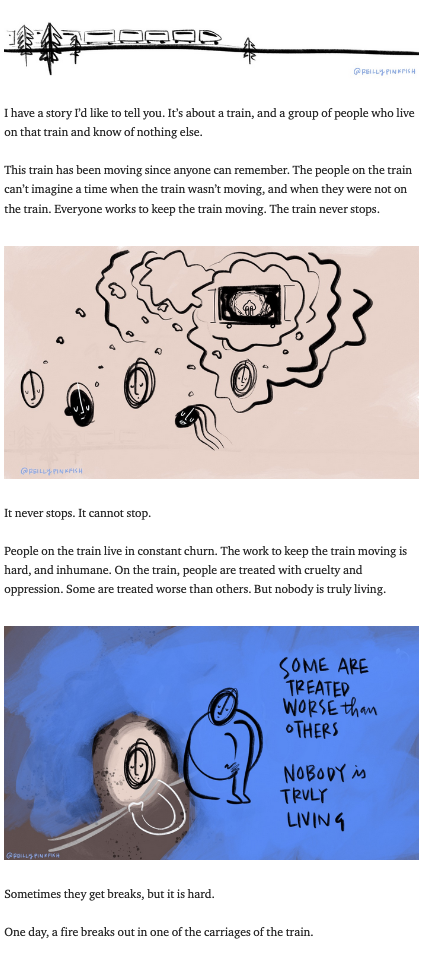 @REILLY.PINKFISH
I have a story I'd like to tell you. It's about a train, and a group of people who live
on that train and know of nothing else.
This train has been moving since anyone can remember. The people on the train
can't imagine a time when the train wasn't moving, and when they were not on
the train. Everyone works to keep the train moving. The train never stops.
@REILLY.PINKFISH
It never stops. It cannot stop.
People on the train live in constant churn. The work to keep the train moving is
hard, and inhumane. On the train, people are treated with cruelty and
oppression. Some are treated worse than others. But nobody is truly living.
SOME ARE
TREATED
WORSE than
OTHERS
NOBODY is
TRULY
LIVING
@REILLY.PINKFISH
Sometimes they get breaks, but it is hard.
One day, a fire breaks out in one of the carriages of the train.